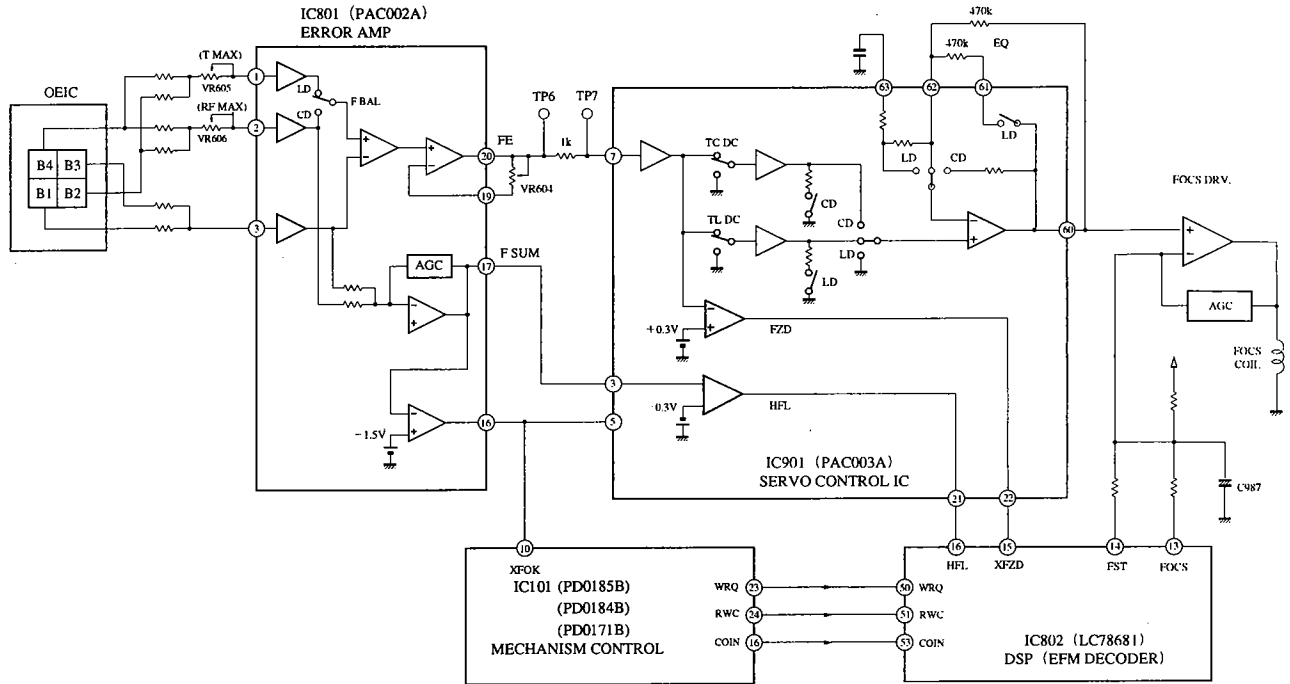 IC801 (PAC002A)
ERROR AMP
OEIC
B4 B3
B1 B2
(T MAX)
VR605
(RF MAX)
VR606
1
2
3
LD
CD
F BAL
+
−
+
−
AGC
−
+
−
+
−1.5V
FE
20
19
17
16
F SUM
VR604
TP6
TP7
1k
470k
470k
EQ
63
62
61
7
TC DC
TL DC
CD
LD
CD
LD
LD
CD
LD
−
+
60
+0.3V
−
+
FZD
3
5
0.3V
HFL
IC901 (PAC003A)
SERVO CONTROL IC
21
22
FOCS DRV.
+
−
AGC
FOCS
COIL
C987
10
XFOK
IC101 (PD0185B)
(PD0184B)
(PD0171B)
MECHANISM CONTROL
WRQ 23
RWC 24
COIN 16
50 WRQ
51 RWC
53 COIN
16
HFL
15
XFZD
14
FST
13
FOCS
IC802 (LC78681)
DSP (EFM DECODER)